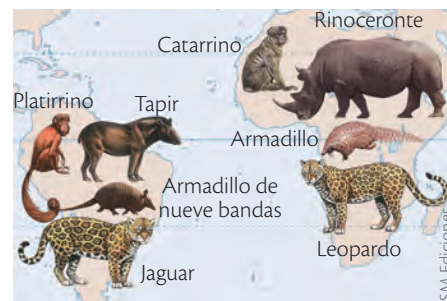 Rinoceronte
Catarrino
Platirrino
Tapir
Armadillo
Armadillo de
nueve bandas
Leopardo
Jaguar
SM Ediciones